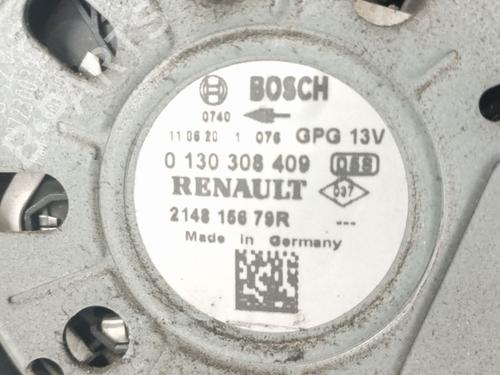 BOSCH
0740
11 06 20 1 076 GPG 13V
0 130 308 409 069
RENAULT 037
2148 156 79R ---
Made in Germany